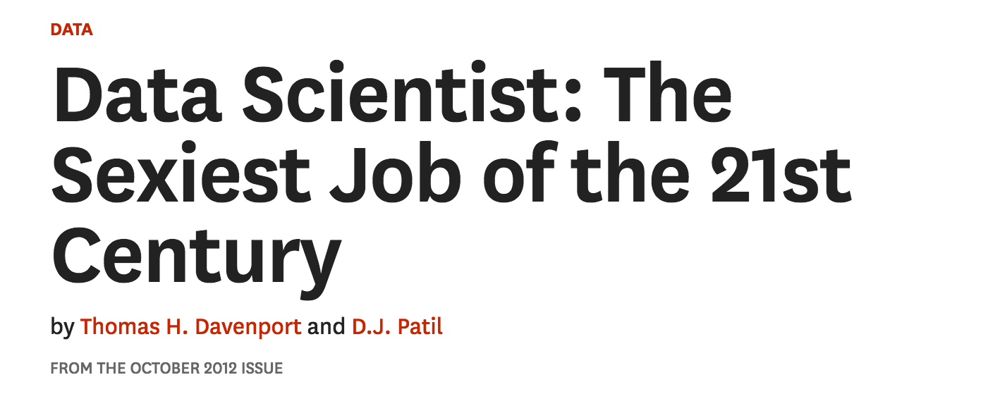 DATA
Data Scientist: The
Sexiest Job of the 21st
Century
by Thomas H. Davenport and D.J. Patil
FROM THE OCTOBER 2012 ISSUE